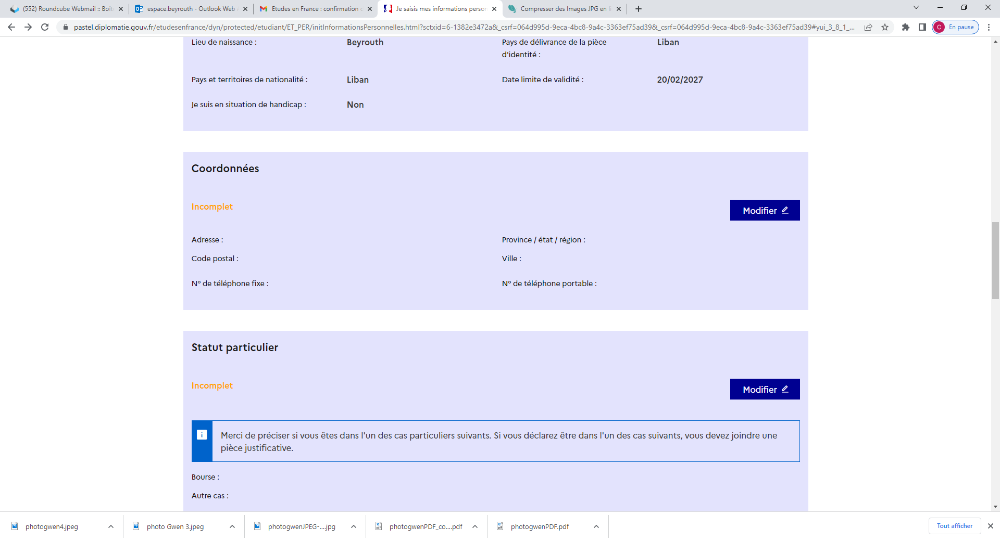 (552) Roundcube Webmail :: Boît
espace.beyrouth - Outlook Web
Etudes en France : confirmation
Je saisis mes informations person
Compresser des Images JPG en li
pastel.diplomatie.gouv.fr/etudesenfrance/dyn/protected/etudiant/ET_PER/initInformationsPersonnelles.html?sctxid=6-1382e3472a&_csrf=064d995d-9eca-4bc8-9a4c-3363ef75ad39&_csrf=064d995d-9eca-4bc8-9a4c-3363ef75ad39#yui_3_8_1_...
C En pause
Lieu de naissance : Beyrouth Pays de délivrance de la pièce Liban
d'identité :
Pays et territoires de nationalité : Liban Date limite de validité : 20/02/2027
Je suis en situation de handicap : Non
Coordonnées
Incomplet
Modifier
Adresse : Province / état / région :
Code postal : Ville :
N° de téléphone fixe : N° de téléphone portable :
Statut particulier
Incomplet
Modifier
Merci de préciser si vous êtes dans l'un des cas particuliers suivants. Si vous déclarez être dans l'un des cas suivants, vous devez joindre une
pièce justificative.
Bourse :
Autre cas :
photogwen4.jpeg
photo Gwen 3.jpeg
photogwenJPEG-....jpg
photogwenPDF_co....pdf
photogwenPDF.pdf
Tout afficher